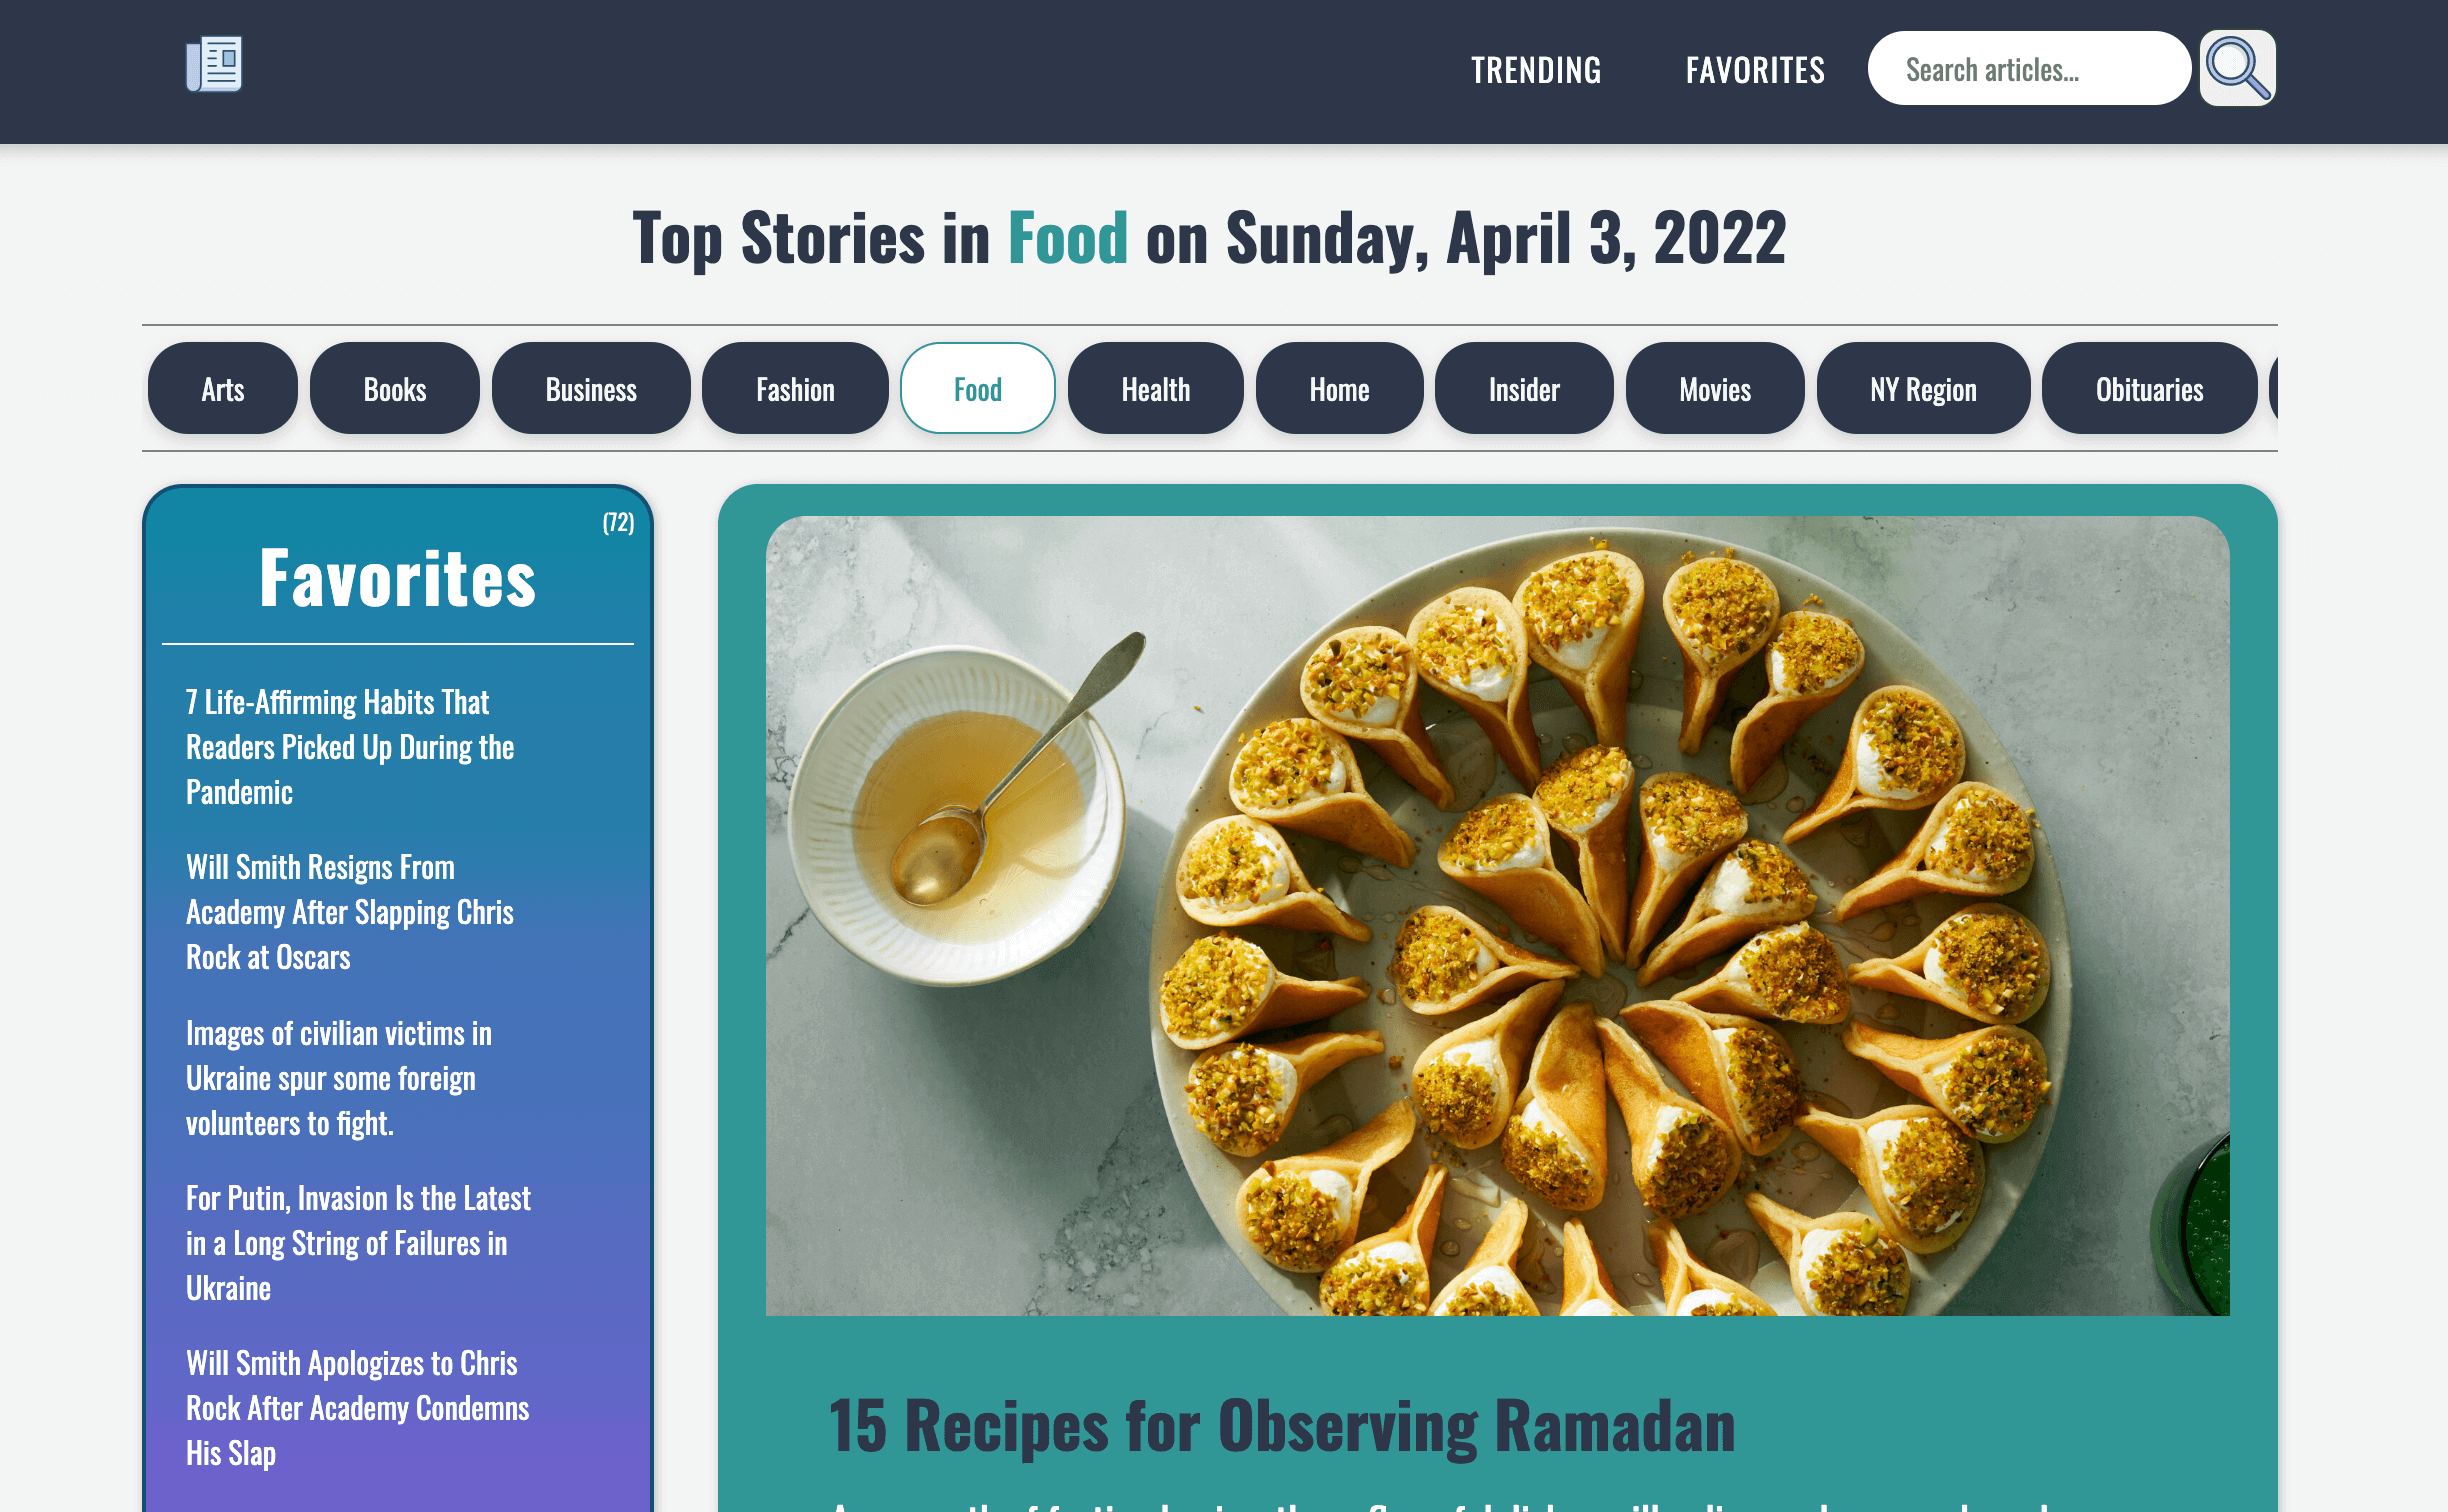 TRENDING
FAVORITES
Search articles...
Top Stories in Food on Sunday, April 3, 2022
Arts
Books
Business
Fashion
Food
Health
Home
Insider
Movies
NY Region
Obituaries
(72)
Favorites
7 Life-Affirming Habits That
Readers Picked Up During the
Pandemic
Will Smith Resigns From
Academy After Slapping Chris
Rock at Oscars
Images of civilian victims in
Ukraine spur some foreign
volunteers to fight.
For Putin, Invasion Is the Latest
in a Long String of Failures in
Ukraine
Will Smith Apologizes to Chris
Rock After Academy Condemns
His Slap
15 Recipes for Observing Ramadan